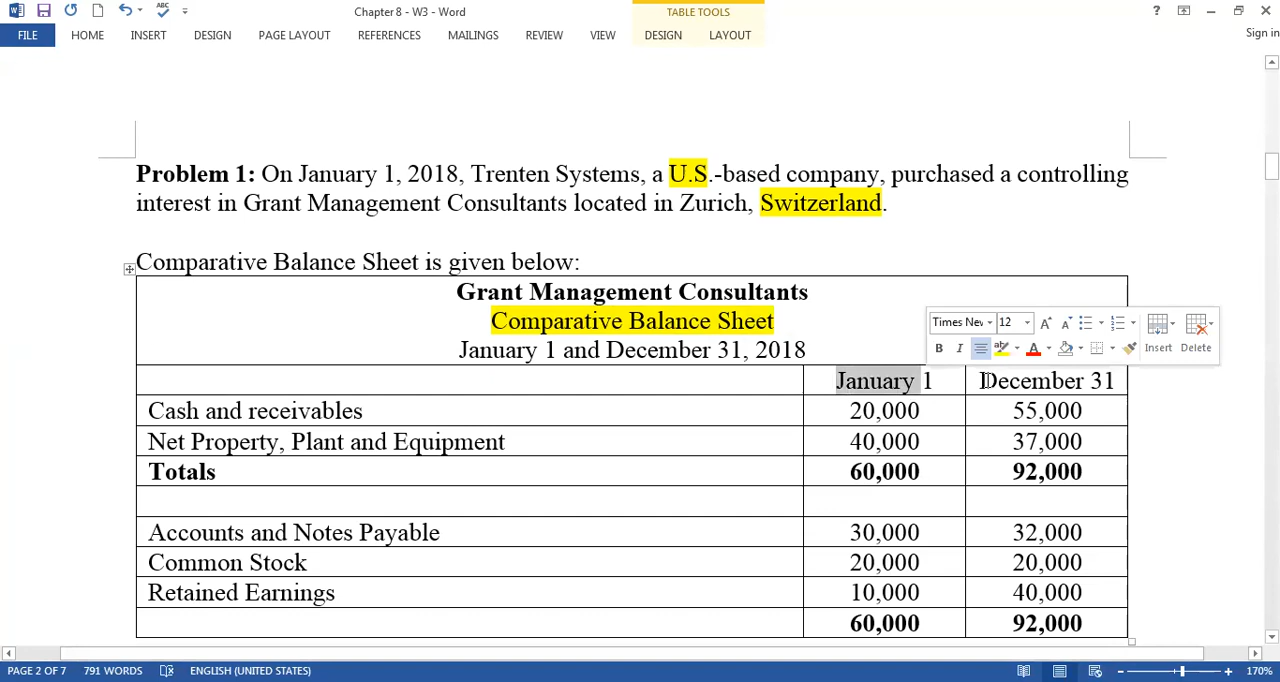 Chapter 8 - W3 - Word
TABLE TOOLS
?
Sign in
FILE HOME INSERT DESIGN PAGE LAYOUT REFERENCES MAILINGS REVIEW VIEW DESIGN LAYOUT
Problem 1: On January 1, 2018, Trenten Systems, a U.S.-based company, purchased a controlling
interest in Grant Management Consultants located in Zurich, Switzerland.
Comparative Balance Sheet is given below:
Grant Management Consultants
Comparative Balance Sheet
January 1 and December 31, 2018
Times New 12
B I A Insert Delete
January 1 December 31
Cash and receivables 20,000 55,000
Net Property, Plant and Equipment 40,000 37,000
Totals 60,000 92,000
Accounts and Notes Payable 30,000 32,000
Common Stock 20,000 20,000
Retained Earnings 10,000 40,000
60,000 92,000
PAGE 2 OF 7 791 WORDS ENGLISH (UNITED STATES) 170%